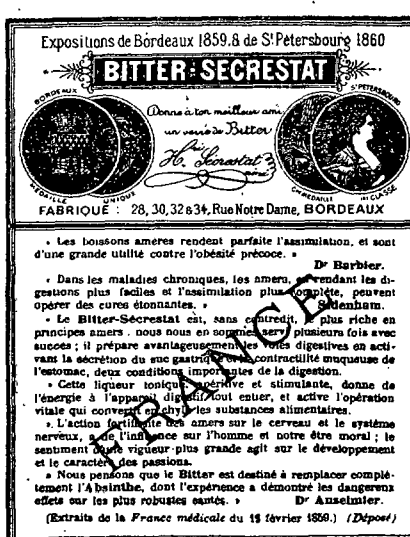 Expositions de Bordeaux 1859 & de St Petersbourg 1860
BITTER=SECRESTAT
BORDEAUX
MÉDAILLE UNIQUE
Donne à ton meilleur ami
un verre de Bitter
H. Secrestat
aîné
ST PETERSBOURG
MÉDAILLE 1re CLASSE
FABRIQUE : 28, 30, 32 & 34, Rue Notre Dame, BORDEAUX
« Les boissons amères rendent parfaite l'assimilation, et sont
d'une grande utilité contre l'obésité précoce. »
Dr Barbier.
« Dans les maladies chroniques, les amers, rendant les di-
gestions plus faciles et l'assimilation plus complète, peuvent
opérer des cures étonnantes. » Sydenham.
« Le Bitter-Secrestat est, sans contredit, le plus riche en
principes amers . nous nous en sommes servi plusieurs fois avec
succès ; il prépare avantageusement voies digestives en acti-
vant la sécrétion du suc gastrique et la contractilité muqueuse de
l'estomac, deux conditions importantes de la digestion.
« Cette liqueur tonique, apéritive et stimulante, donne de
l'énergie à l'appareil digestif tout entier, et active l'opération
vitale qui convertit en chyle les substances alimentaires.
« L'action fortifiante des amers sur le cerveau et le système
nerveux, a de l'influence sur l'homme et notre être moral ; le
sentiment d'une vigueur plus grande agit sur le développement
et le caractère des passions.
« Nous pensons que le Bitter est destiné à remplacer complè-
tement l'Absinthe, dont l'expérience a démontré les dangereux
effets sur les plus robustes santés. » Dr Anselmier.
(Extraits de la France médicale du 12 février 1859.) (Déposé)
FRANCE